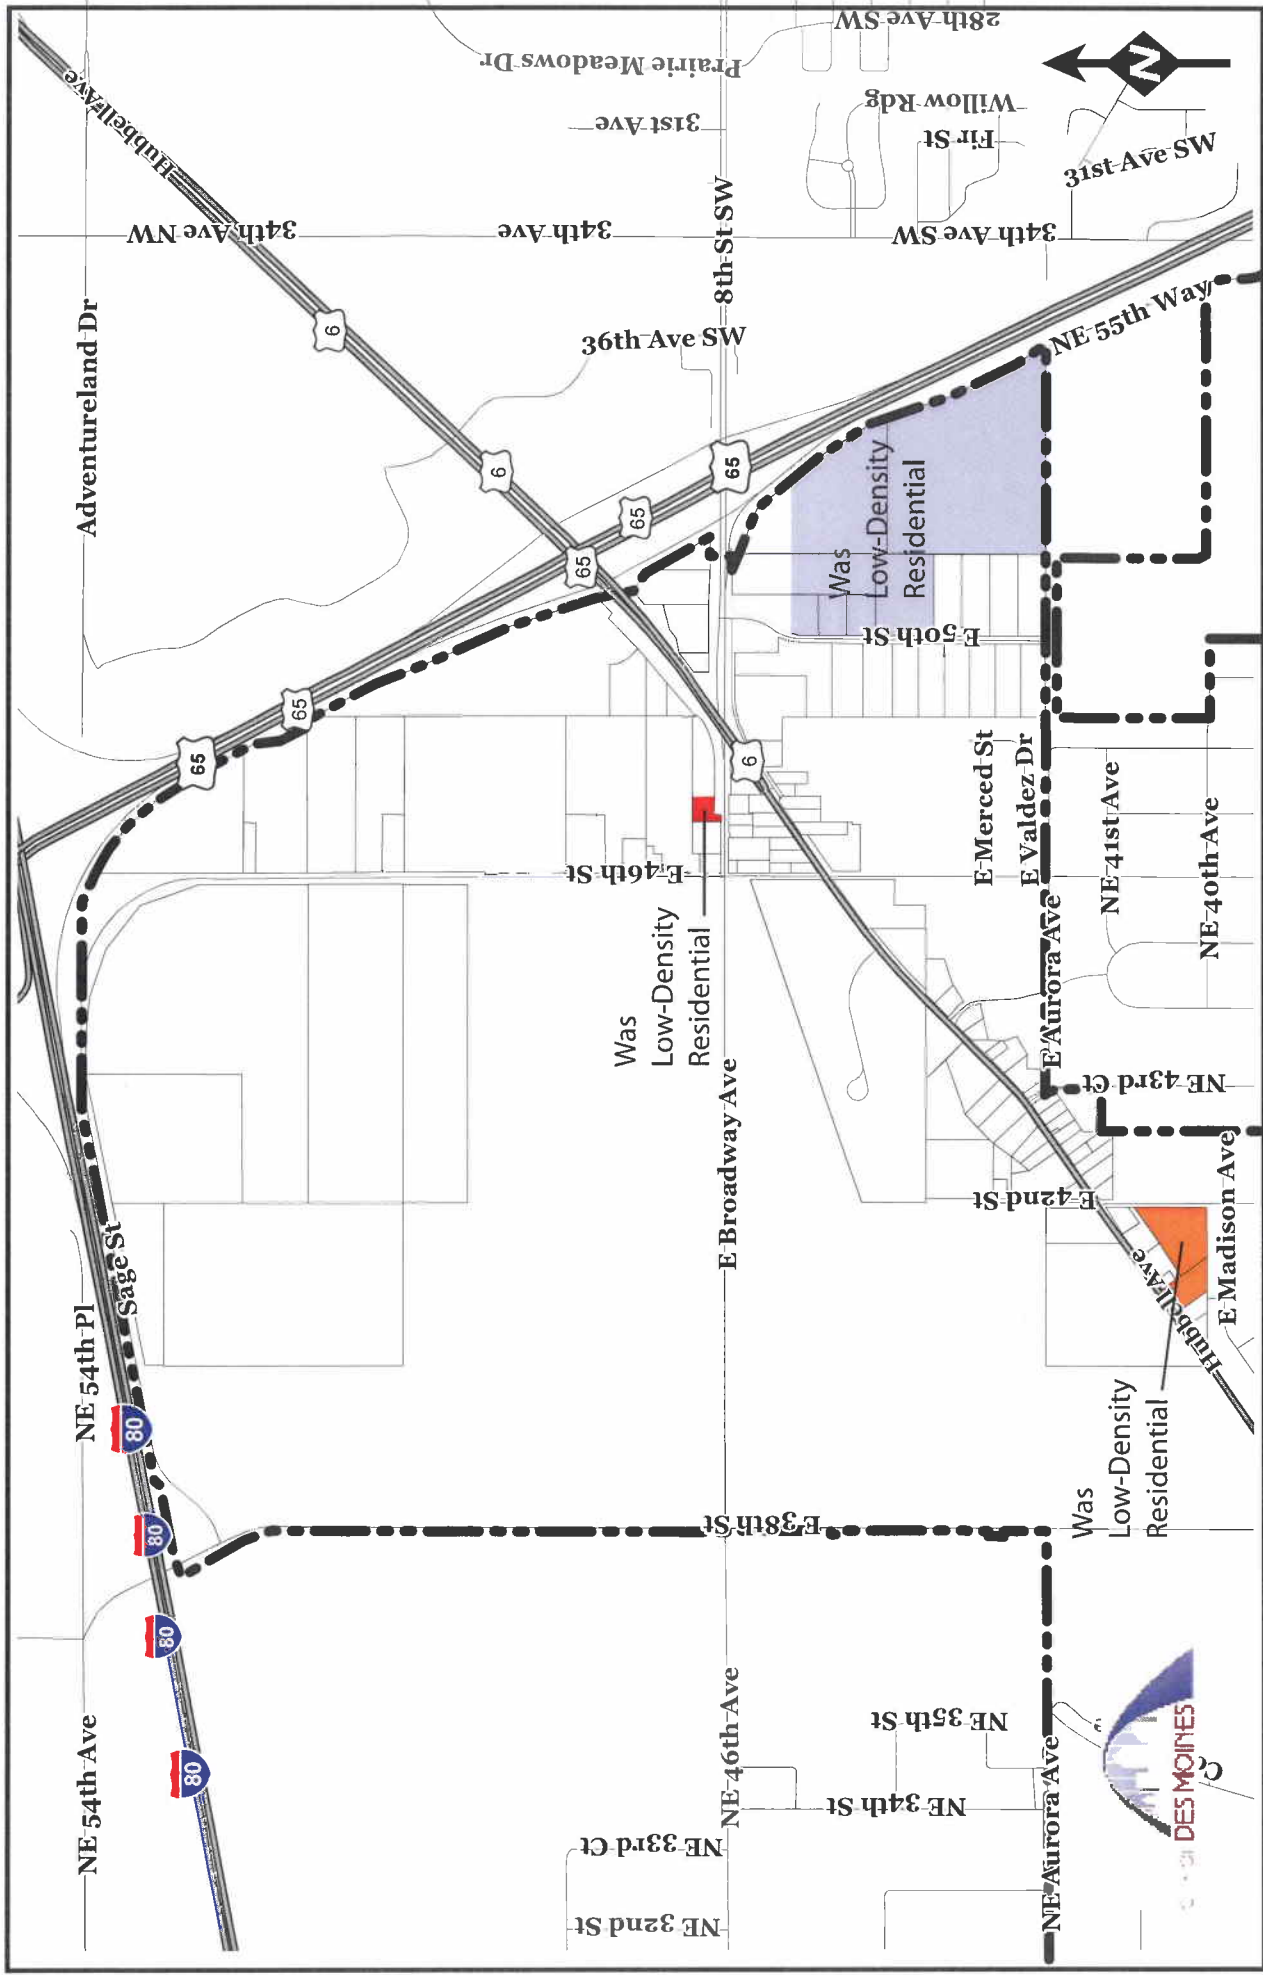 NE 54th Ave
NE 54th Pl
Adventureland Dr
Sage St
Hubbell Ave
80
80
80
80
65
65
65
65
65
6
6
6
34th Ave NW
34th Ave
34th Ave SW
31st Ave
Prairie Meadows Dr
28th Ave SW
Willow Rdg
Fir St
31st Ave SW
36th Ave SW
8th St SW
NE 55th Way
N
Was
Low-Density
Residential
E 50th St
E 46th St
Was
Low-Density
Residential
E Broadway Ave
NE 46th Ave
E 38th St
E Merced St
E Valdez Dr
NE 41st Ave
NE 40th Ave
E Aurora Ave
NE 43rd Ct
E 42nd St
E Madison Ave
Hubbell Ave
Was
Low-Density
Residential
NE 35th St
NE 34th St
NE 33rd Ct
NE 32nd St
NE Aurora Ave
DES MOINES